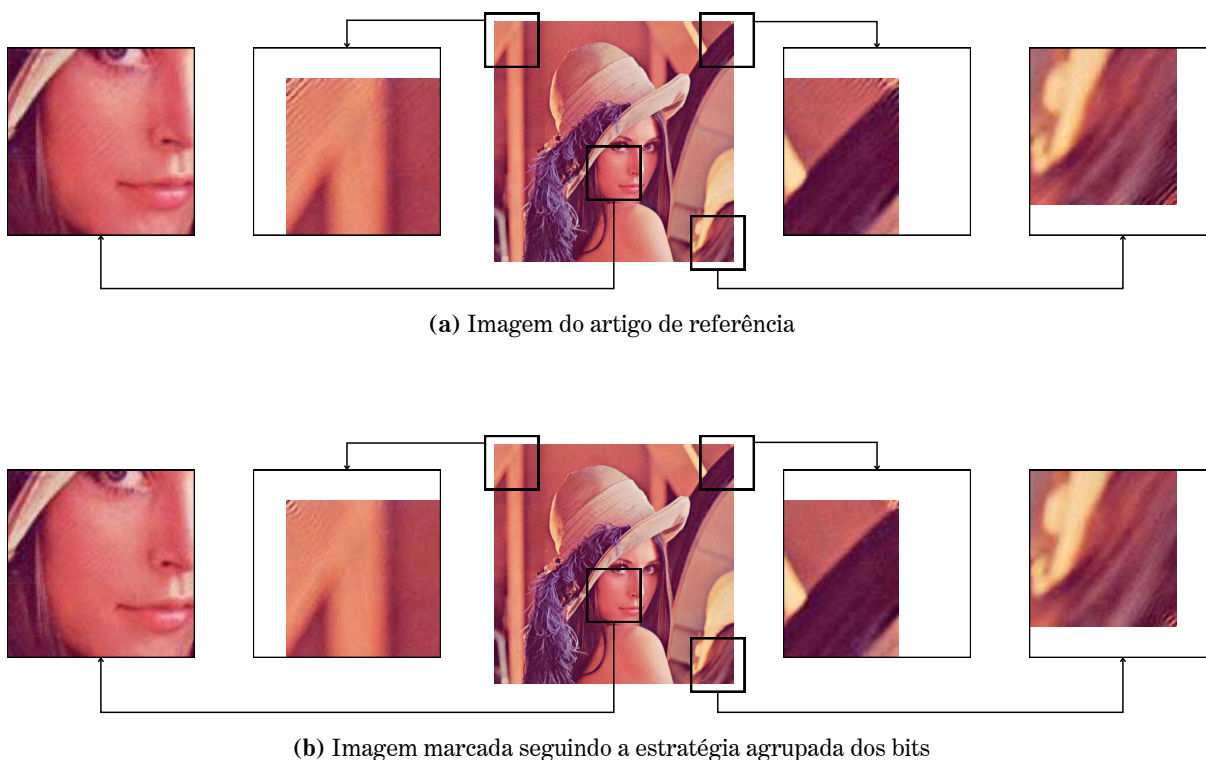 (a) Imagem do artigo de referência
(b) Imagem marcada seguindo a estratégia agrupada dos bits